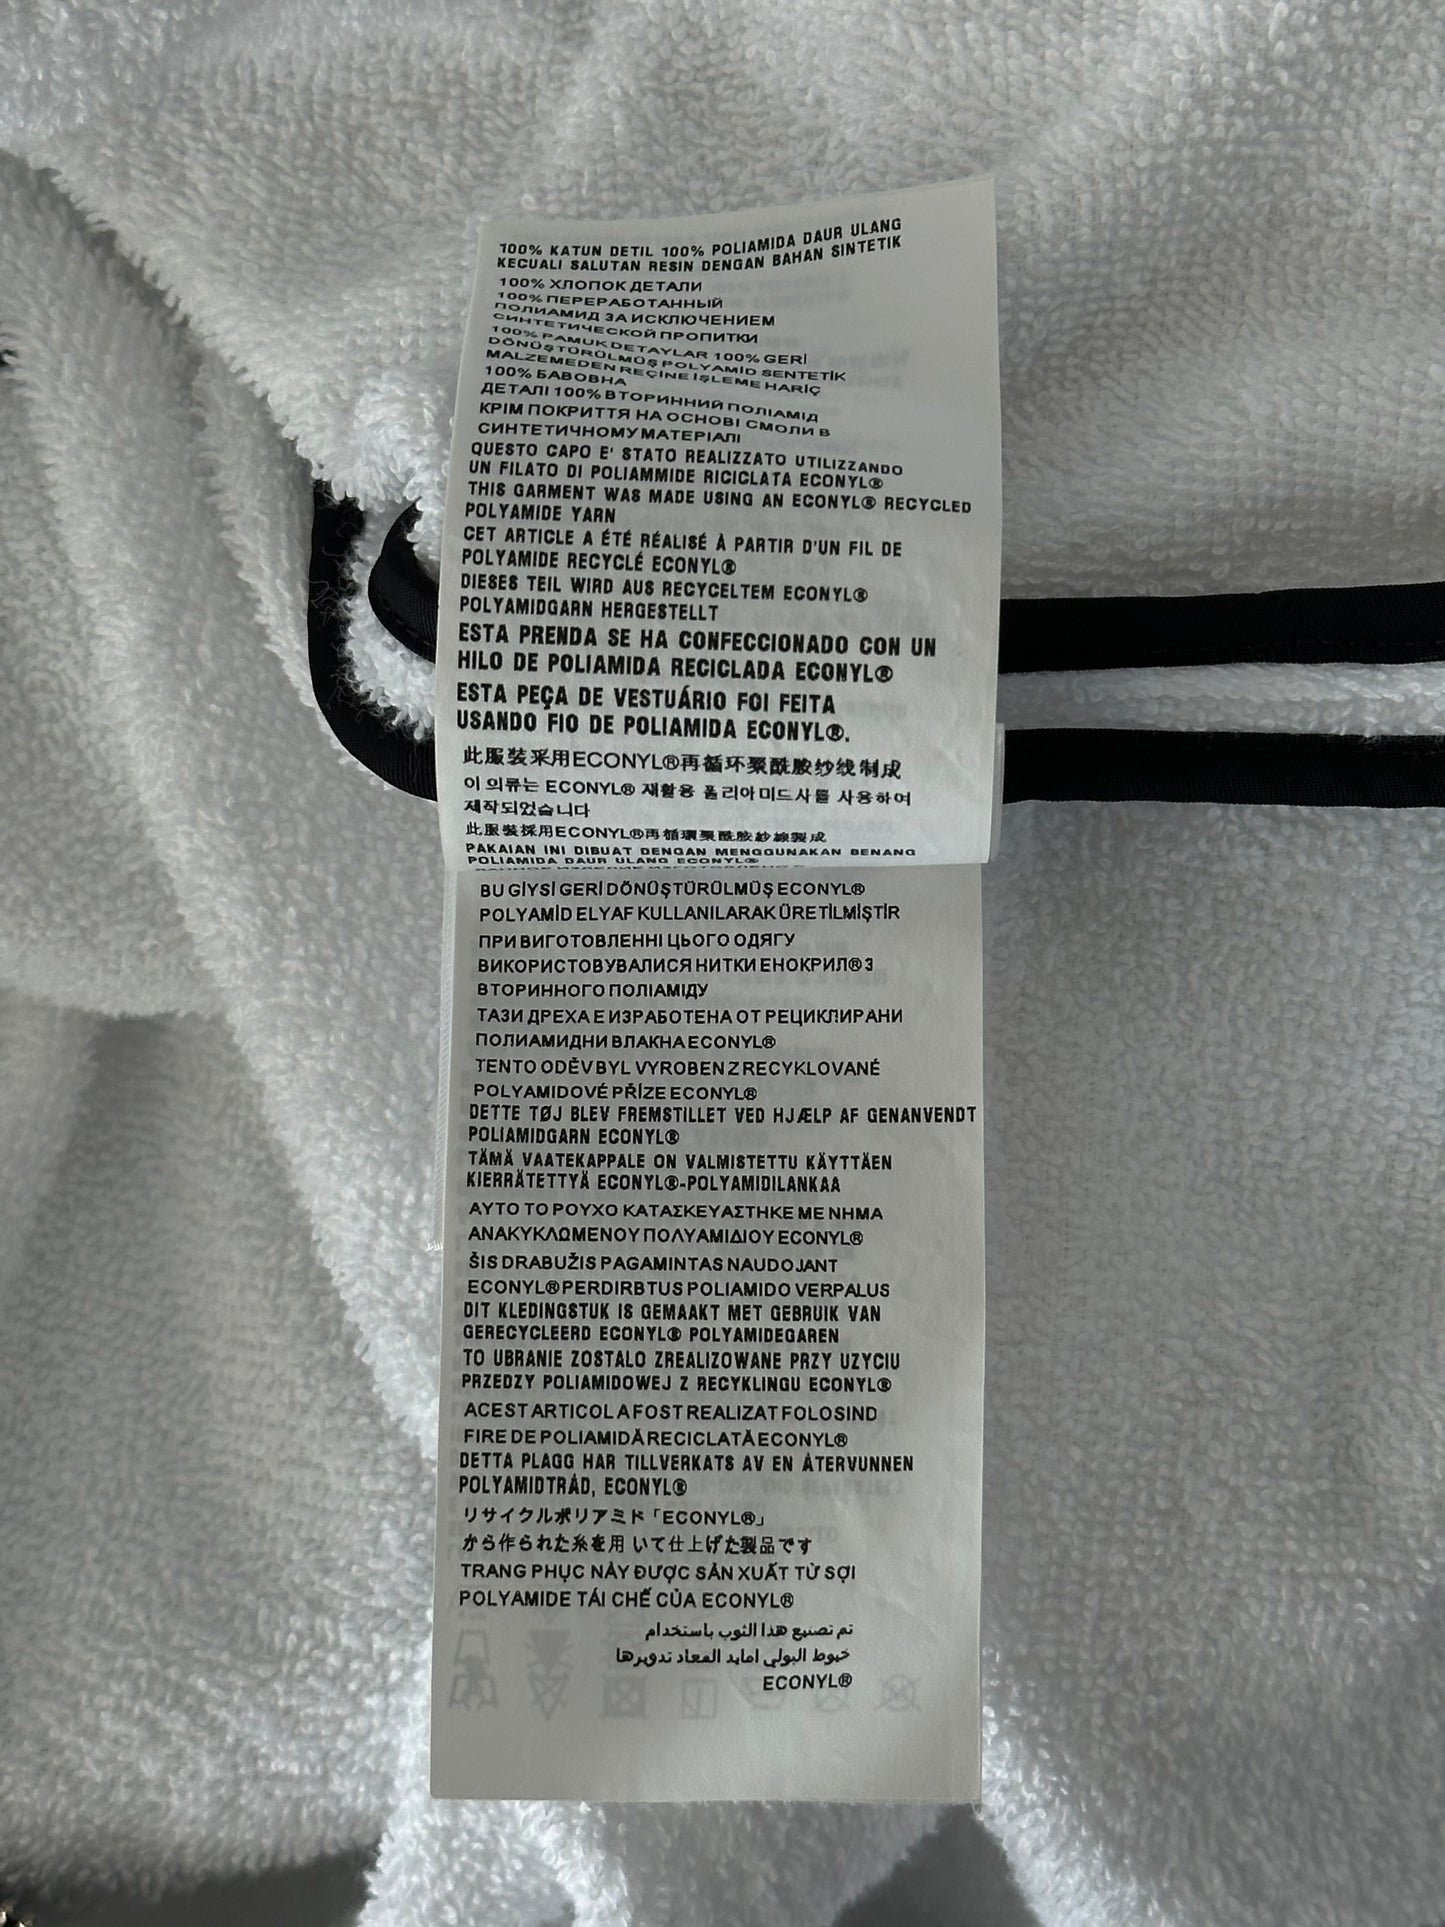 100% KATUN DETIL 100% POLIAMIDA DAUR ULANG
KECUALI SALUTAN RESIN DENGAN BAHAN SINTETIK
100% ХЛОПОК ДЕТАЛИ
100% ПЕРЕРАБОТАННЫЙ
ПОЛИАМИД ЗА ИСКЛЮЧЕНИЕМ
СИНТЕТИЧЕСКОЙ ПРОПИТКИ
100% PAMUK DETAYLAR 100% GERİ
DÖNÜŞTÜRÜLMÜŞ POLYAMİD SENTETİK
MALZEMEDEN REÇİNE İŞLEME HARİÇ
100% БАВОВНА
ДЕТАЛІ 100% ВТОРИННИЙ ПОЛІАМІД
КРІМ ПОКРИТТЯ НА ОСНОВІ СМОЛИ В
СИНТЕТИЧНОМУ МАТЕРІАЛІ
QUESTO CAPO E' STATO REALIZZATO UTILIZZANDO
UN FILATO DI POLIAMMIDE RICICLATA ECONYL®
THIS GARMENT WAS MADE USING AN ECONYL® RECYCLED
POLYAMIDE YARN
CET ARTICLE A ÉTÉ RÉALISÉ À PARTIR D'UN FIL DE
POLYAMIDE RECYCLÉ ECONYL®
DIESES TEIL WIRD AUS RECYCELTEM ECONYL®
POLYAMIDGARN HERGESTELLT
ESTA PRENDA SE HA CONFECCIONADO CON UN
HILO DE POLIAMIDA RECICLADA ECONYL®
ESTA PEÇA DE VESTUÁRIO FOI FEITA
USANDO FIO DE POLIAMIDA ECONYL®.
此服装采用ECONYL®再循环聚酰胺纱线制成
이 의류는 ECONYL® 재활용 폴리아미드사를 사용하여
제작되었습니다
此服裝採用ECONYL®再循環聚酰胺紗線製成
PAKAIAN INI DIBUAT DENGAN MENGGUNAKAN BENANG
POLIAMIDA DAUR ULANG ECONYL®
BU GİYSİ GERİ DÖNÜŞTÜRÜLMÜŞ ECONYL®
POLYAMİD ELYAF KULLANILARAK ÜRETİLMİŞTİR
ПРИ ВИГОТОВЛЕННІ ЦЬОГО ОДЯГУ
ВИКОРИСТОВУВАЛИСЯ НИТКИ ЕНОКРИЛ® З
ВТОРИННОГО ПОЛІАМІДУ
ТАЗИ ДРЕХА Е ИЗРАБОТЕНА ОТ РЕЦИКЛИРАНИ
ПОЛИАМИДНИ ВЛАКНА ECONYL®
TENTO ODĚV BYL VYROBEN Z RECYKLOVANÉ
POLYAMIDOVÉ PŘÍZE ECONYL®
DETTE TØJ BLEV FREMSTILLET VED HJÆLP AF GENANVENDT
POLIAMIDGARN ECONYL®
TÄMÄ VAATEKAPPALE ON VALMISTETTU KÄYTTÄEN
KIERRÄTETTYÄ ECONYL®-POLYAMIDILANKAA
ΑΥΤΟ ΤΟ ΡΟΥΧΟ ΚΑΤΑΣΚΕΥΑΣΤΗΚΕ ΜΕ ΝΗΜΑ
ΑΝΑΚΥΚΛΩΜΕΝΟΥ ΠΟΛΥΑΜΙΔΙΟΥ ECONYL®
ŠIS DRABUŽIS PAGAMINTAS NAUDOJANT
ECONYL® PERDIRBTUS POLIAMIDO VERPALUS
DIT KLEDINGSTUK IS GEMAAKT MET GEBRUIK VAN
GERECYCLEERD ECONYL® POLYAMIDEGAREN
TO UBRANIE ZOSTALO ZREALIZOWANE PRZY UZYCIU
PRZEDZY POLIAMIDOWEJ Z RECYKLINGU ECONYL®
ACEST ARTICOL A FOST REALIZAT FOLOSIND
FIRE DE POLIAMIDĂ RECICLATĂ ECONYL®
DETTA PLAGG HAR TILLVERKATS AV EN ÅTERVUNNEN
POLYAMIDTRÅD, ECONYL®
リサイクルポリアミド「ECONYL®」
から作られた糸を用 いて仕上げた製品です
TRANG PHỤC NÀY ĐƯỢC SẢN XUẤT TỪ SỢI
POLYAMIDE TÁI CHẾ CỦA ECONYL®
تم تصنيع هذا الثوب باستخدام
خيوط البولي امايد المعاد تدويرها
ECONYL®